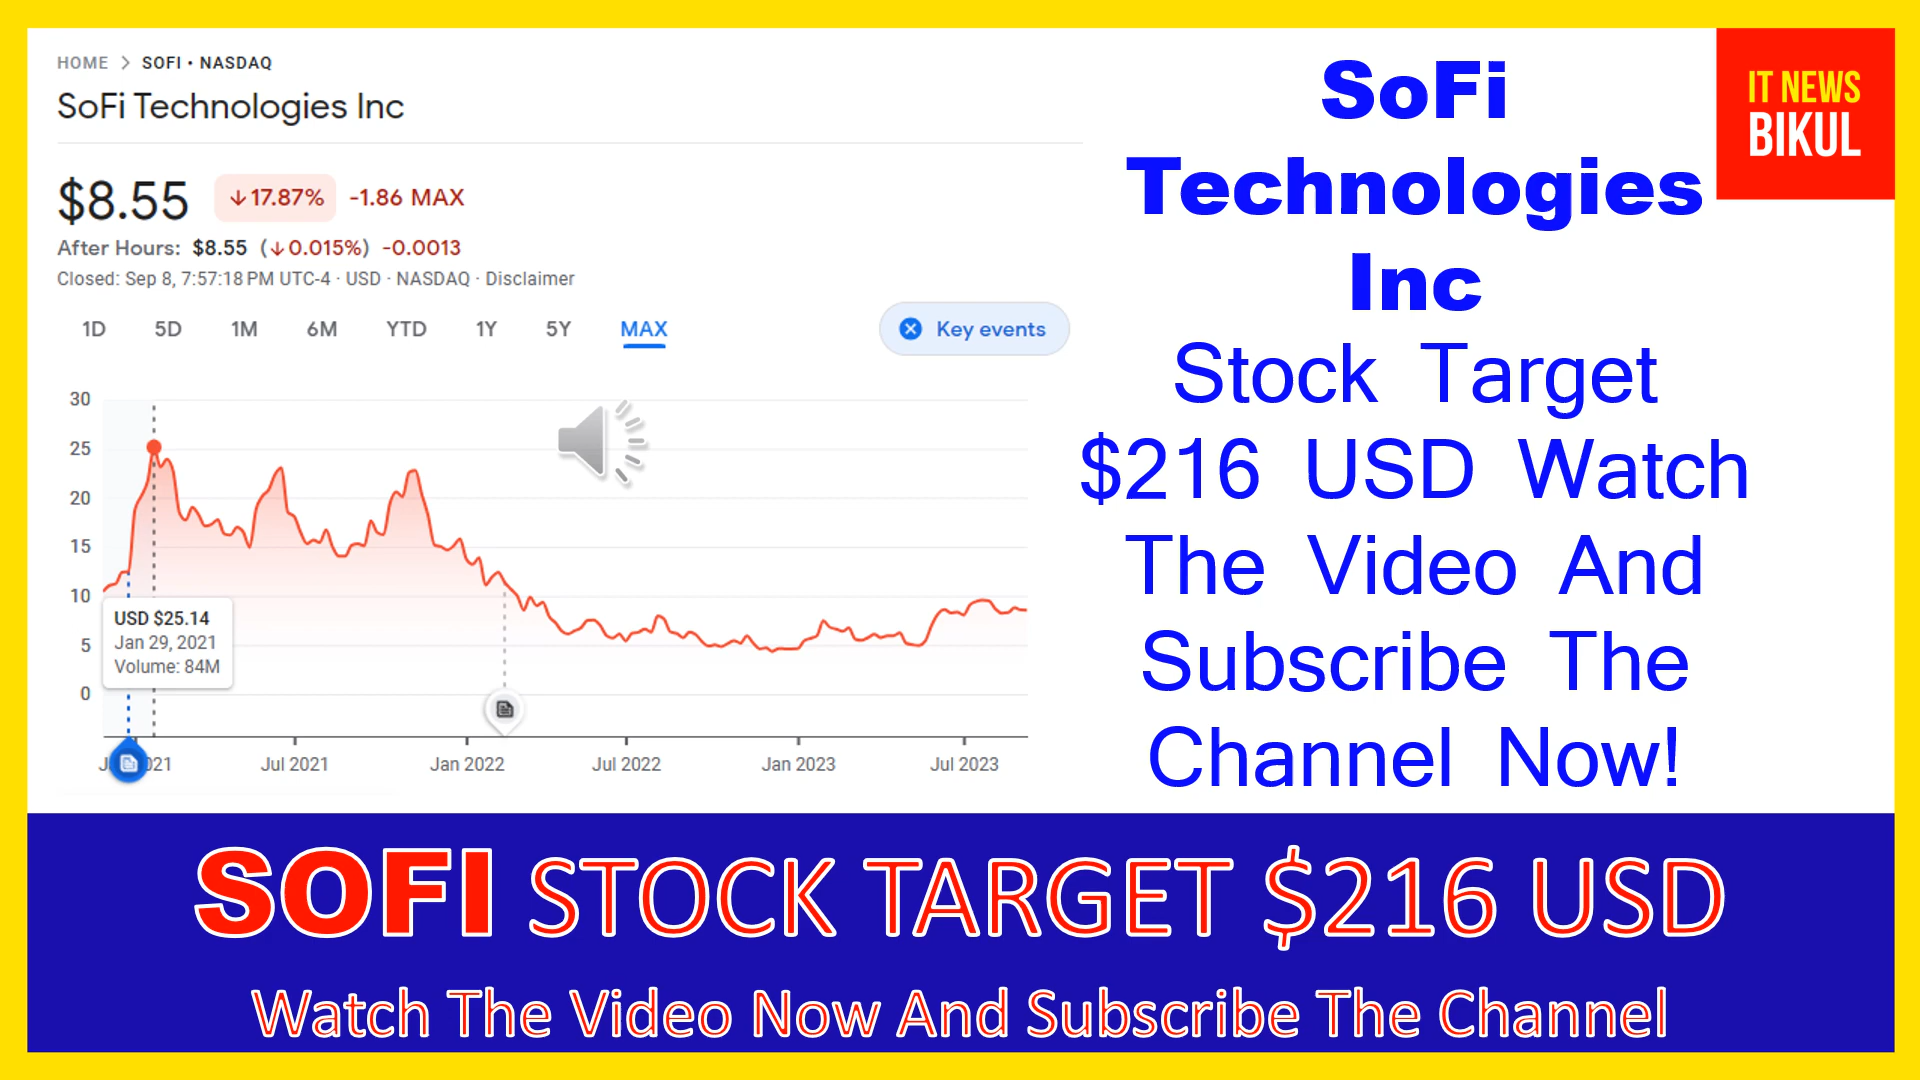 HOME > SOFI • NASDAQ
SoFi Technologies Inc
$8.55 ↓17.87% -1.86 MAX
After Hours: $8.55 (↓0.015%) -0.0013
Closed: Sep 8, 7:57:18 PM UTC-4 · USD · NASDAQ · Disclaimer
1D 5D 1M 6M YTD 1Y 5Y MAX
Key events
30
25
20
15
10
5
0
USD $25.14
Jan 29, 2021
Volume: 84M
Jul 2021 Jan 2022 Jul 2022 Jan 2023 Jul 2023
SoFi
Technologies
Inc
Stock Target
$216 USD Watch
The Video And
Subscribe The
Channel Now!
IT NEWS
BIKUL
SOFI STOCK TARGET $216 USD
Watch The Video Now And Subscribe The Channel